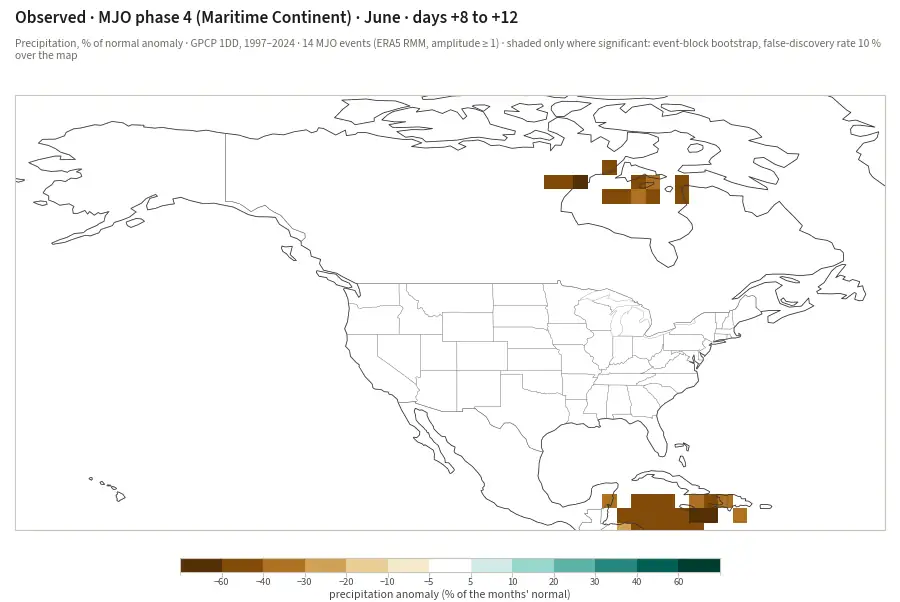 Observed · MJO phase 4 (Maritime Continent) · June · days +8 to +12
Precipitation, % of normal anomaly · GPCP 1DD, 1997–2024 · 14 MJO events (ERA5 RMM, amplitude ≥ 1) · shaded only where significant: event-block bootstrap, false-discovery rate 10 %
over the map
−60 −40 −30 −20 −10 −5 5 10 20 30 40 60
precipitation anomaly (% of the months' normal)